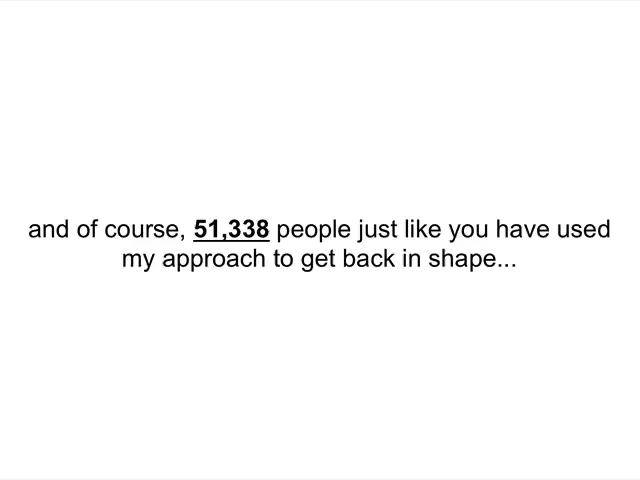 and of course, 51,338 people just like you have used
my approach to get back in shape...